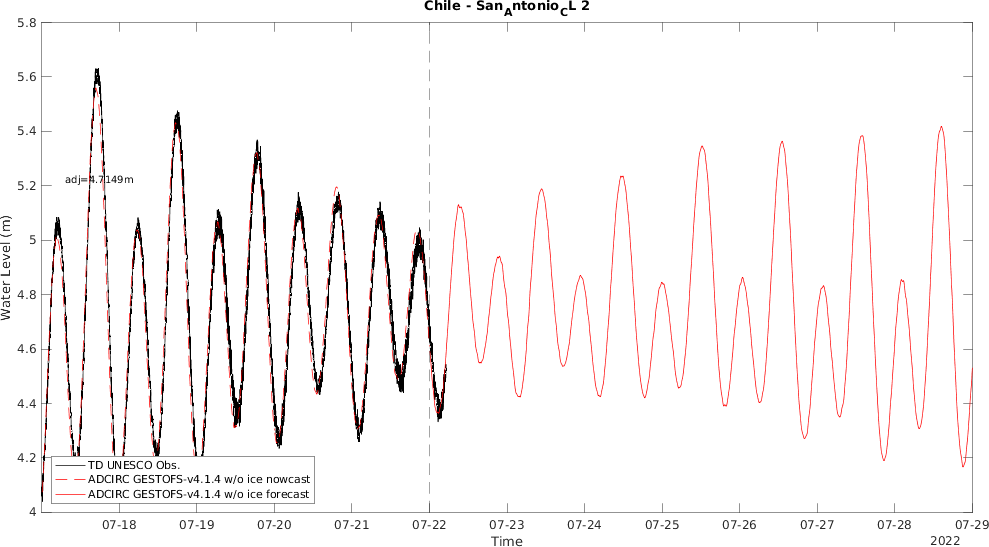 Chile - SanAntonioCL 2
5.8
5.6
5.4
5.2
5
4.8
4.6
4.4
4.2
4
Water Level (m)
adj=4.7149m
TD UNESCO Obs.
ADCIRC GESTOFS-v4.1.4 w/o ice nowcast
ADCIRC GESTOFS-v4.1.4 w/o ice forecast
07-18 07-19 07-20 07-21 07-22 07-23 07-24 07-25 07-26 07-27 07-28 07-29
Time
2022